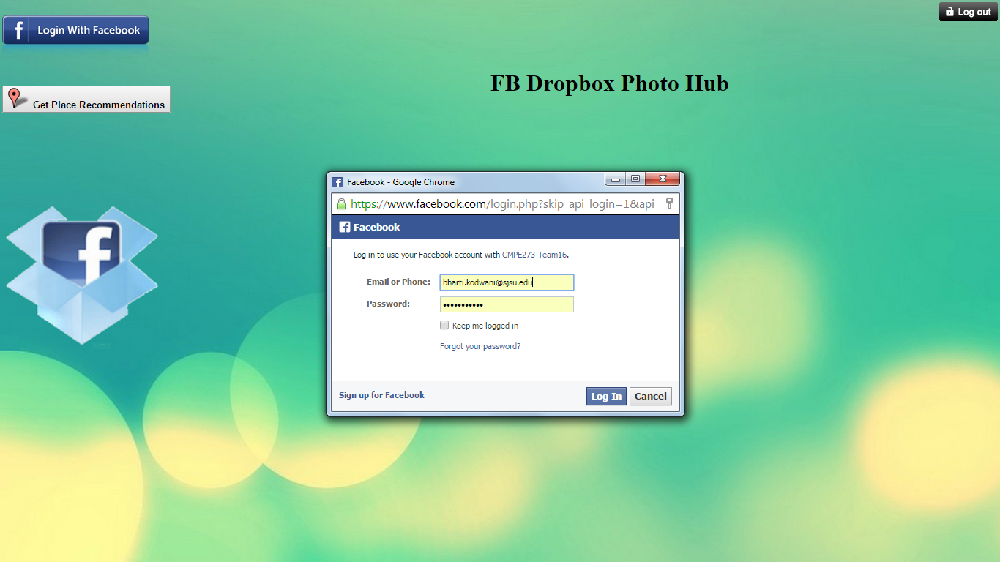 Log out
Login With Facebook
FB Dropbox Photo Hub
Get Place Recommendations
Facebook - Google Chrome
https://www.facebook.com/login.php?skip_api_login=1&api_
Facebook
Log in to use your Facebook account with CMPE273-Team16.
Email or Phone: bharti.kodwani@sjsu.edu
Password: •••••••••••
Keep me logged in
Forgot your password?
Sign up for Facebook Log In Cancel